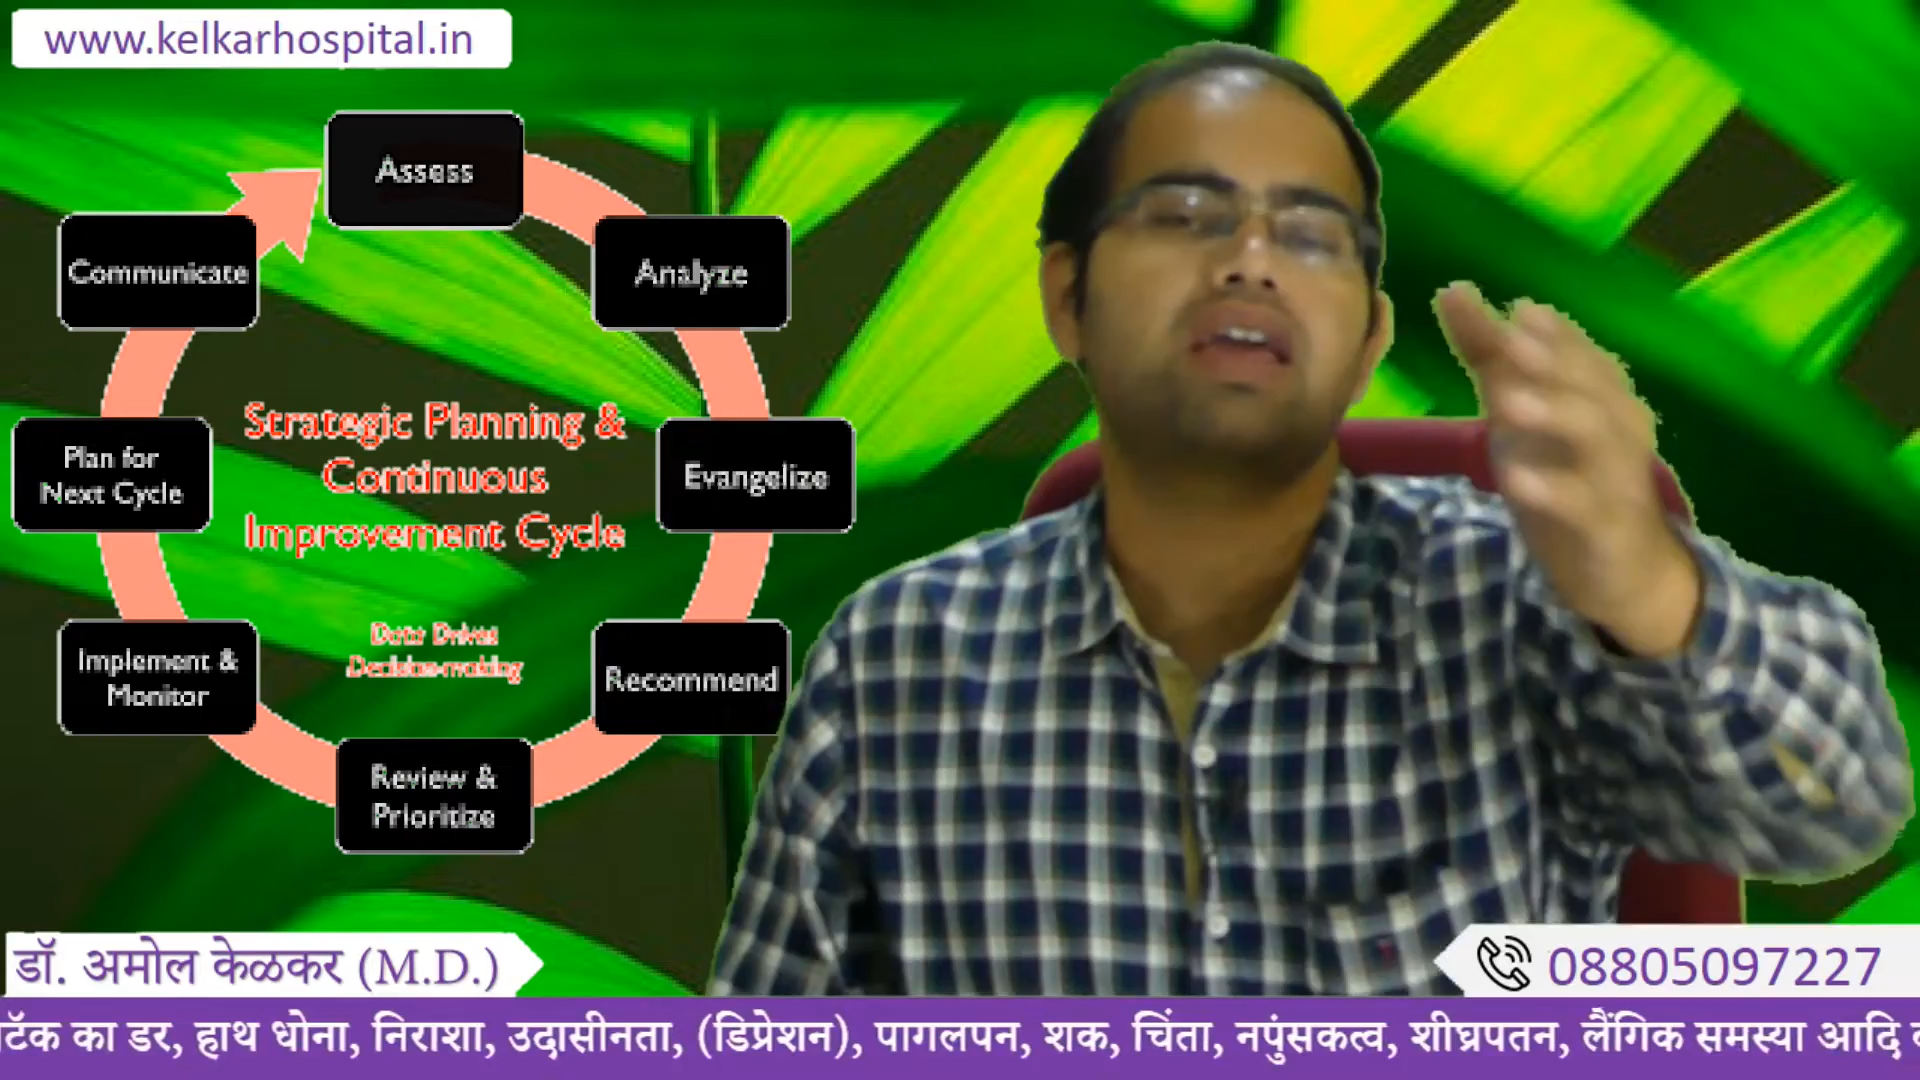 www.kelkarhospital.in
Assess
Communicate
Analyze
Strategic Planning &
Continuous
Improvement Cycle
Plan for
Next Cycle
Evangelize
Data Drives
Decision-making
Implement &
Monitor
Recommend
Review &
Prioritize
डॉ. अमोल केळकर (M.D.)
08805097227
का डर, हाथ धोना, निराशा, उदासीनता, (डिप्रेशन), पागलपन, शक, चिंता, नपुंसकत्व, शीघ्रपतन, लैंगिक समस्या आदि